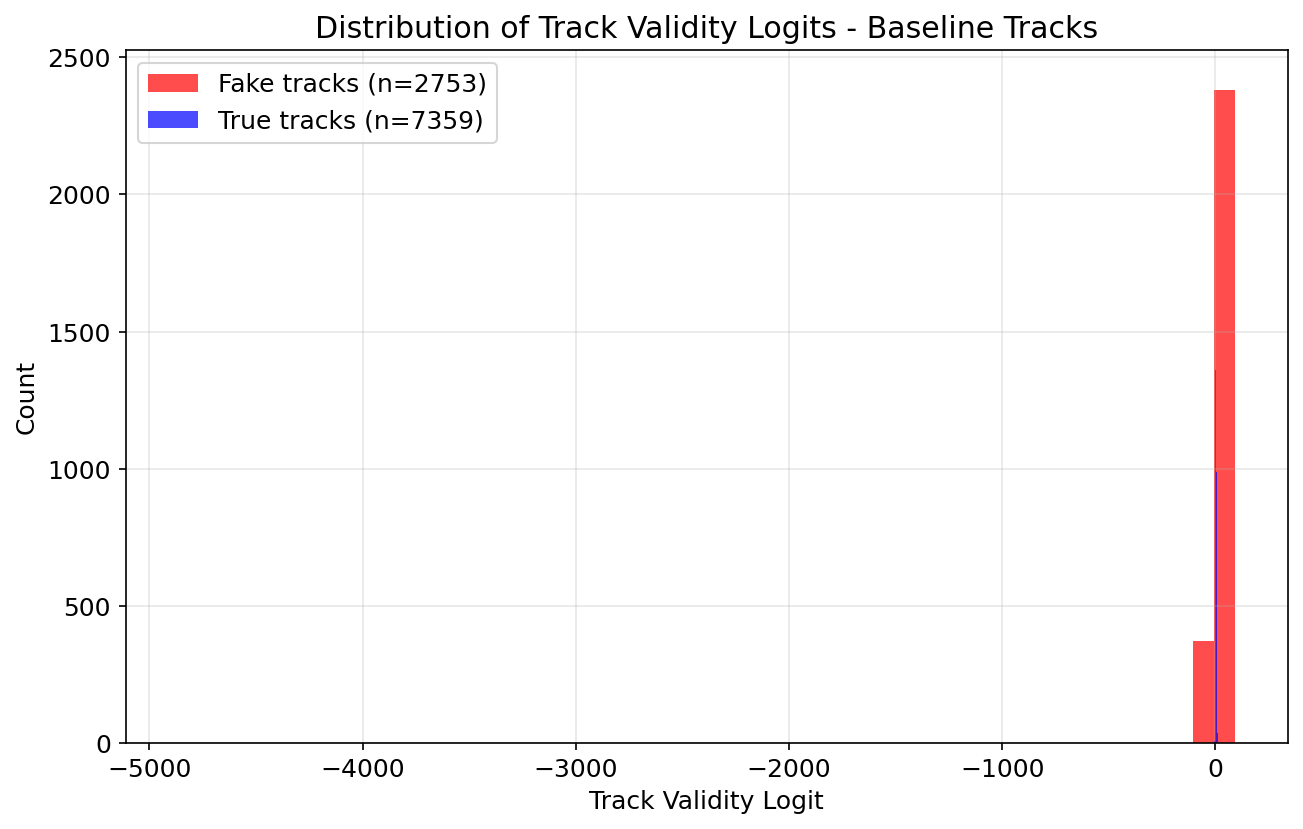 Distribution of Track Validity Logits - Baseline Tracks
Fake tracks (n=2753)
True tracks (n=7359)
2500
2000
1500
1000
500
0
Count
−5000
−4000
−3000
−2000
−1000
0
Track Validity Logit